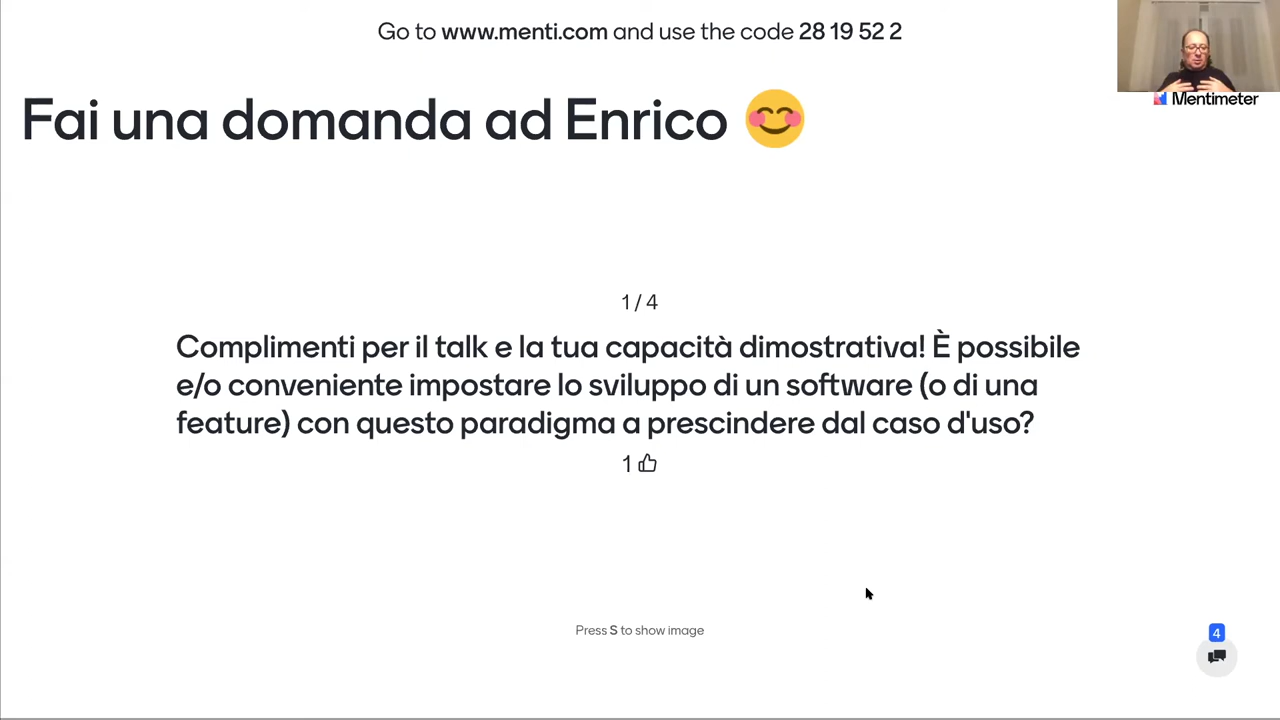 Go to www.menti.com and use the code 28 19 52 2
Mentimeter
Fai una domanda ad Enrico 😊
1 / 4
Complimenti per il talk e la tua capacità dimostrativa! È possibile
e/o conveniente impostare lo sviluppo di un software (o di una
feature) con questo paradigma a prescindere dal caso d'uso?
1
Press S to show image
4